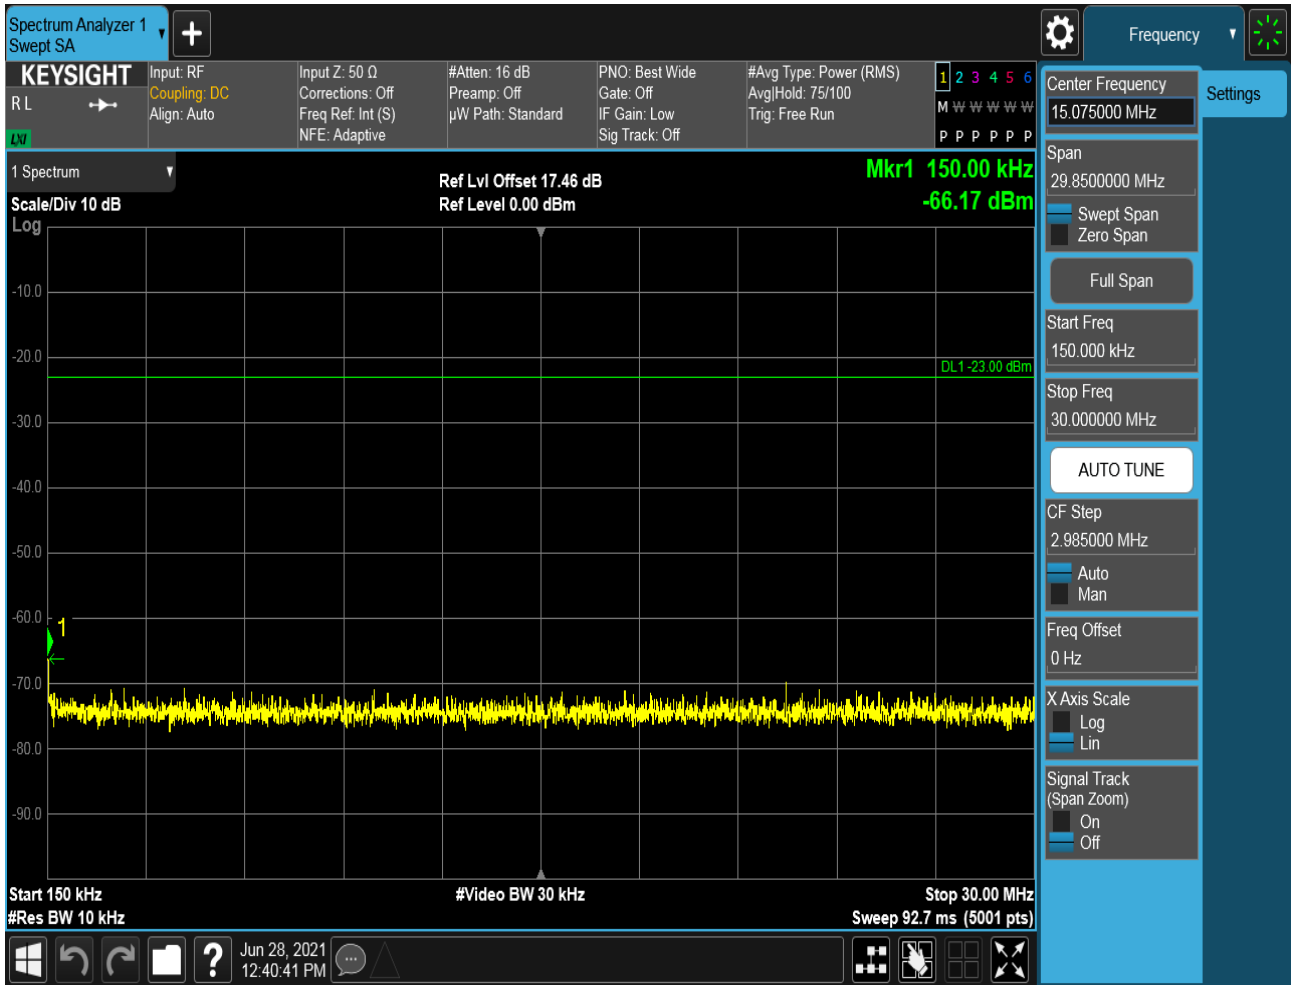 Spectrum Analyzer 1
Swept SA
Frequency
KEYSIGHT
R L
LXI
Input: RF
Coupling: DC
Align: Auto
Input Z: 50 Ω
Corrections: Off
Freq Ref: Int (S)
NFE: Adaptive
#Atten: 16 dB
Preamp: Off
µW Path: Standard
PNO: Best Wide
Gate: Off
IF Gain: Low
Sig Track: Off
#Avg Type: Power (RMS)
Avg|Hold: 75/100
Trig: Free Run
1 2 3 4 5 6
M W W W W W
P P P P P P
1 Spectrum
Scale/Div 10 dB
Log
Ref Lvl Offset 17.46 dB
Ref Level 0.00 dBm
Mkr1 150.00 kHz
-66.17 dBm
-10.0
-20.0
DL1 -23.00 dBm
-30.0
-40.0
-50.0
-60.0
1
-70.0
-80.0
-90.0
Start 150 kHz
#Video BW 30 kHz
Stop 30.00 MHz
#Res BW 10 kHz
Sweep 92.7 ms (5001 pts)
Center Frequency
15.075000 MHz
Settings
Span
29.8500000 MHz
Swept Span
Zero Span
Full Span
Start Freq
150.000 kHz
Stop Freq
30.000000 MHz
AUTO TUNE
CF Step
2.985000 MHz
Auto
Man
Freq Offset
0 Hz
X Axis Scale
Log
Lin
Signal Track
(Span Zoom)
On
Off
?
Jun 28, 2021
12:40:41 PM